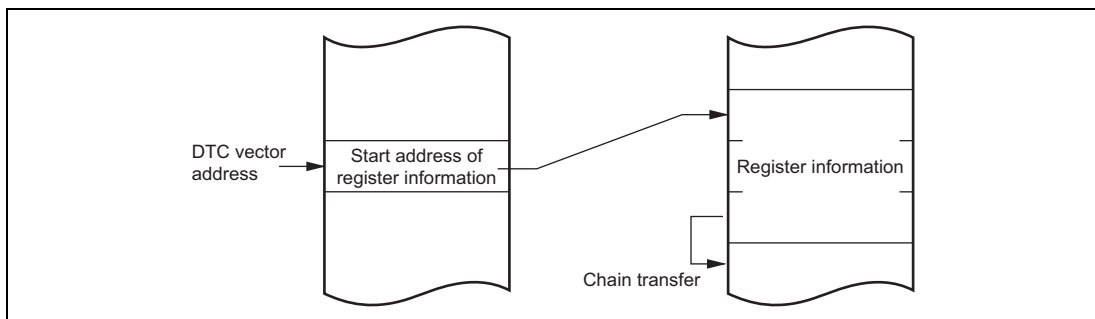 DTC vector
address
Start address of
register information
Register information
Chain transfer